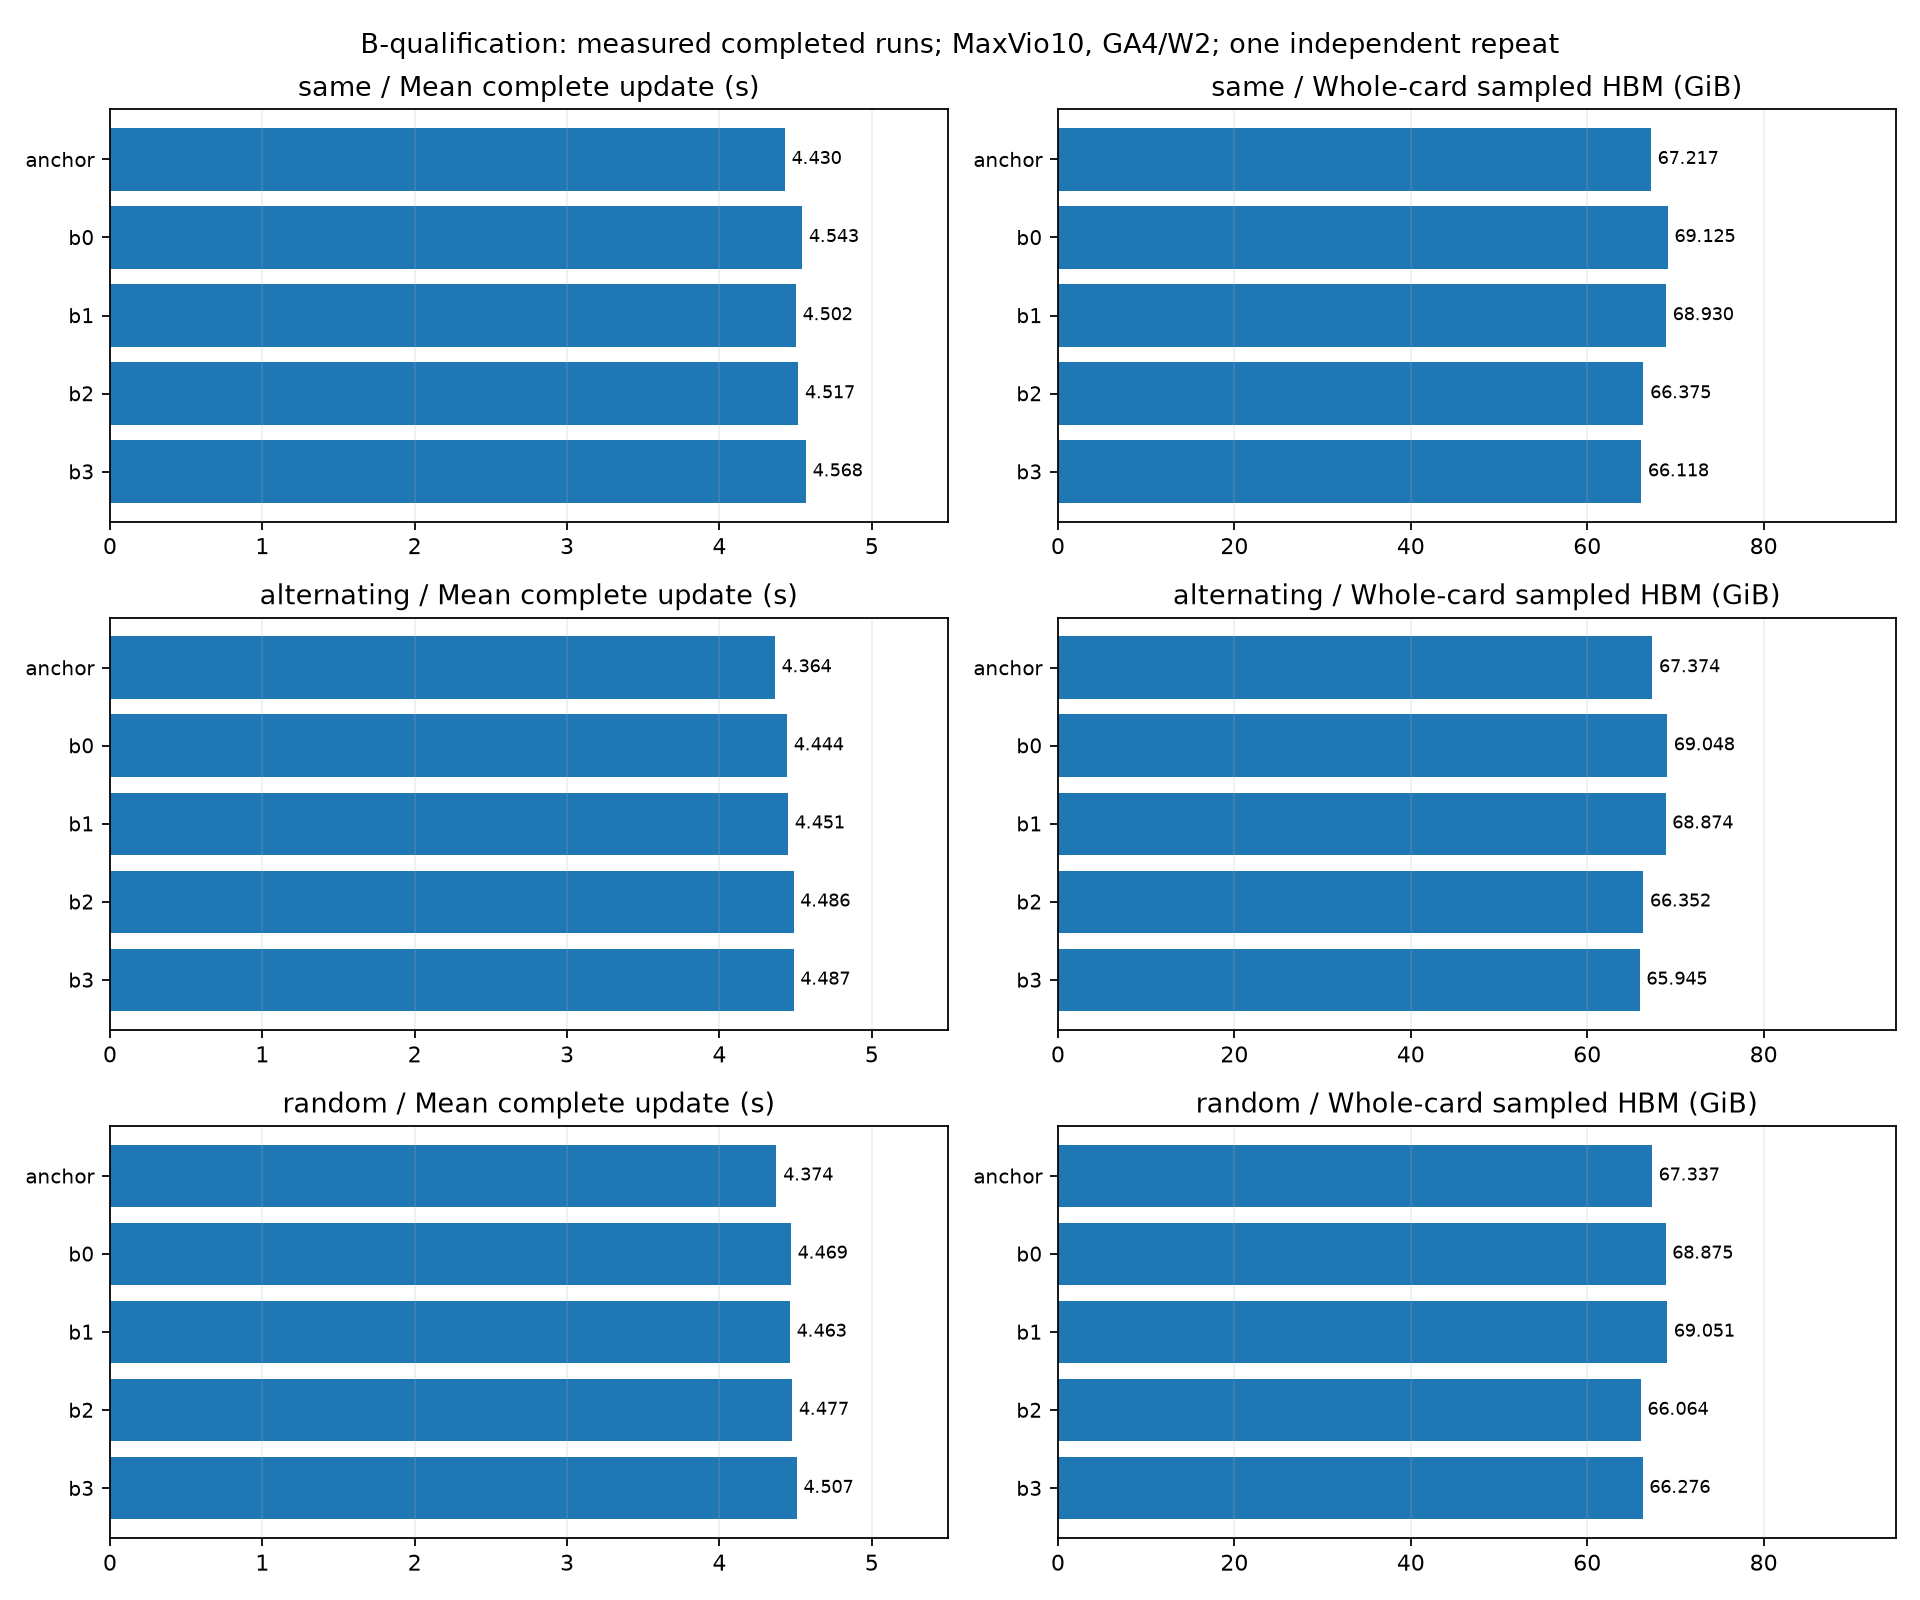 B-qualification: measured completed runs; MaxVio10, GA4/W2; one independent repeat
same / Mean complete update (s)
anchor 4.430
b0 4.543
b1 4.502
b2 4.517
b3 4.568
0 1 2 3 4 5
same / Whole-card sampled HBM (GiB)
anchor 67.217
b0 69.125
b1 68.930
b2 66.375
b3 66.118
0 20 40 60 80
alternating / Mean complete update (s)
anchor 4.364
b0 4.444
b1 4.451
b2 4.486
b3 4.487
0 1 2 3 4 5
alternating / Whole-card sampled HBM (GiB)
anchor 67.374
b0 69.048
b1 68.874
b2 66.352
b3 65.945
0 20 40 60 80
random / Mean complete update (s)
anchor 4.374
b0 4.469
b1 4.463
b2 4.477
b3 4.507
0 1 2 3 4 5
random / Whole-card sampled HBM (GiB)
anchor 67.337
b0 68.875
b1 69.051
b2 66.064
b3 66.276
0 20 40 60 80